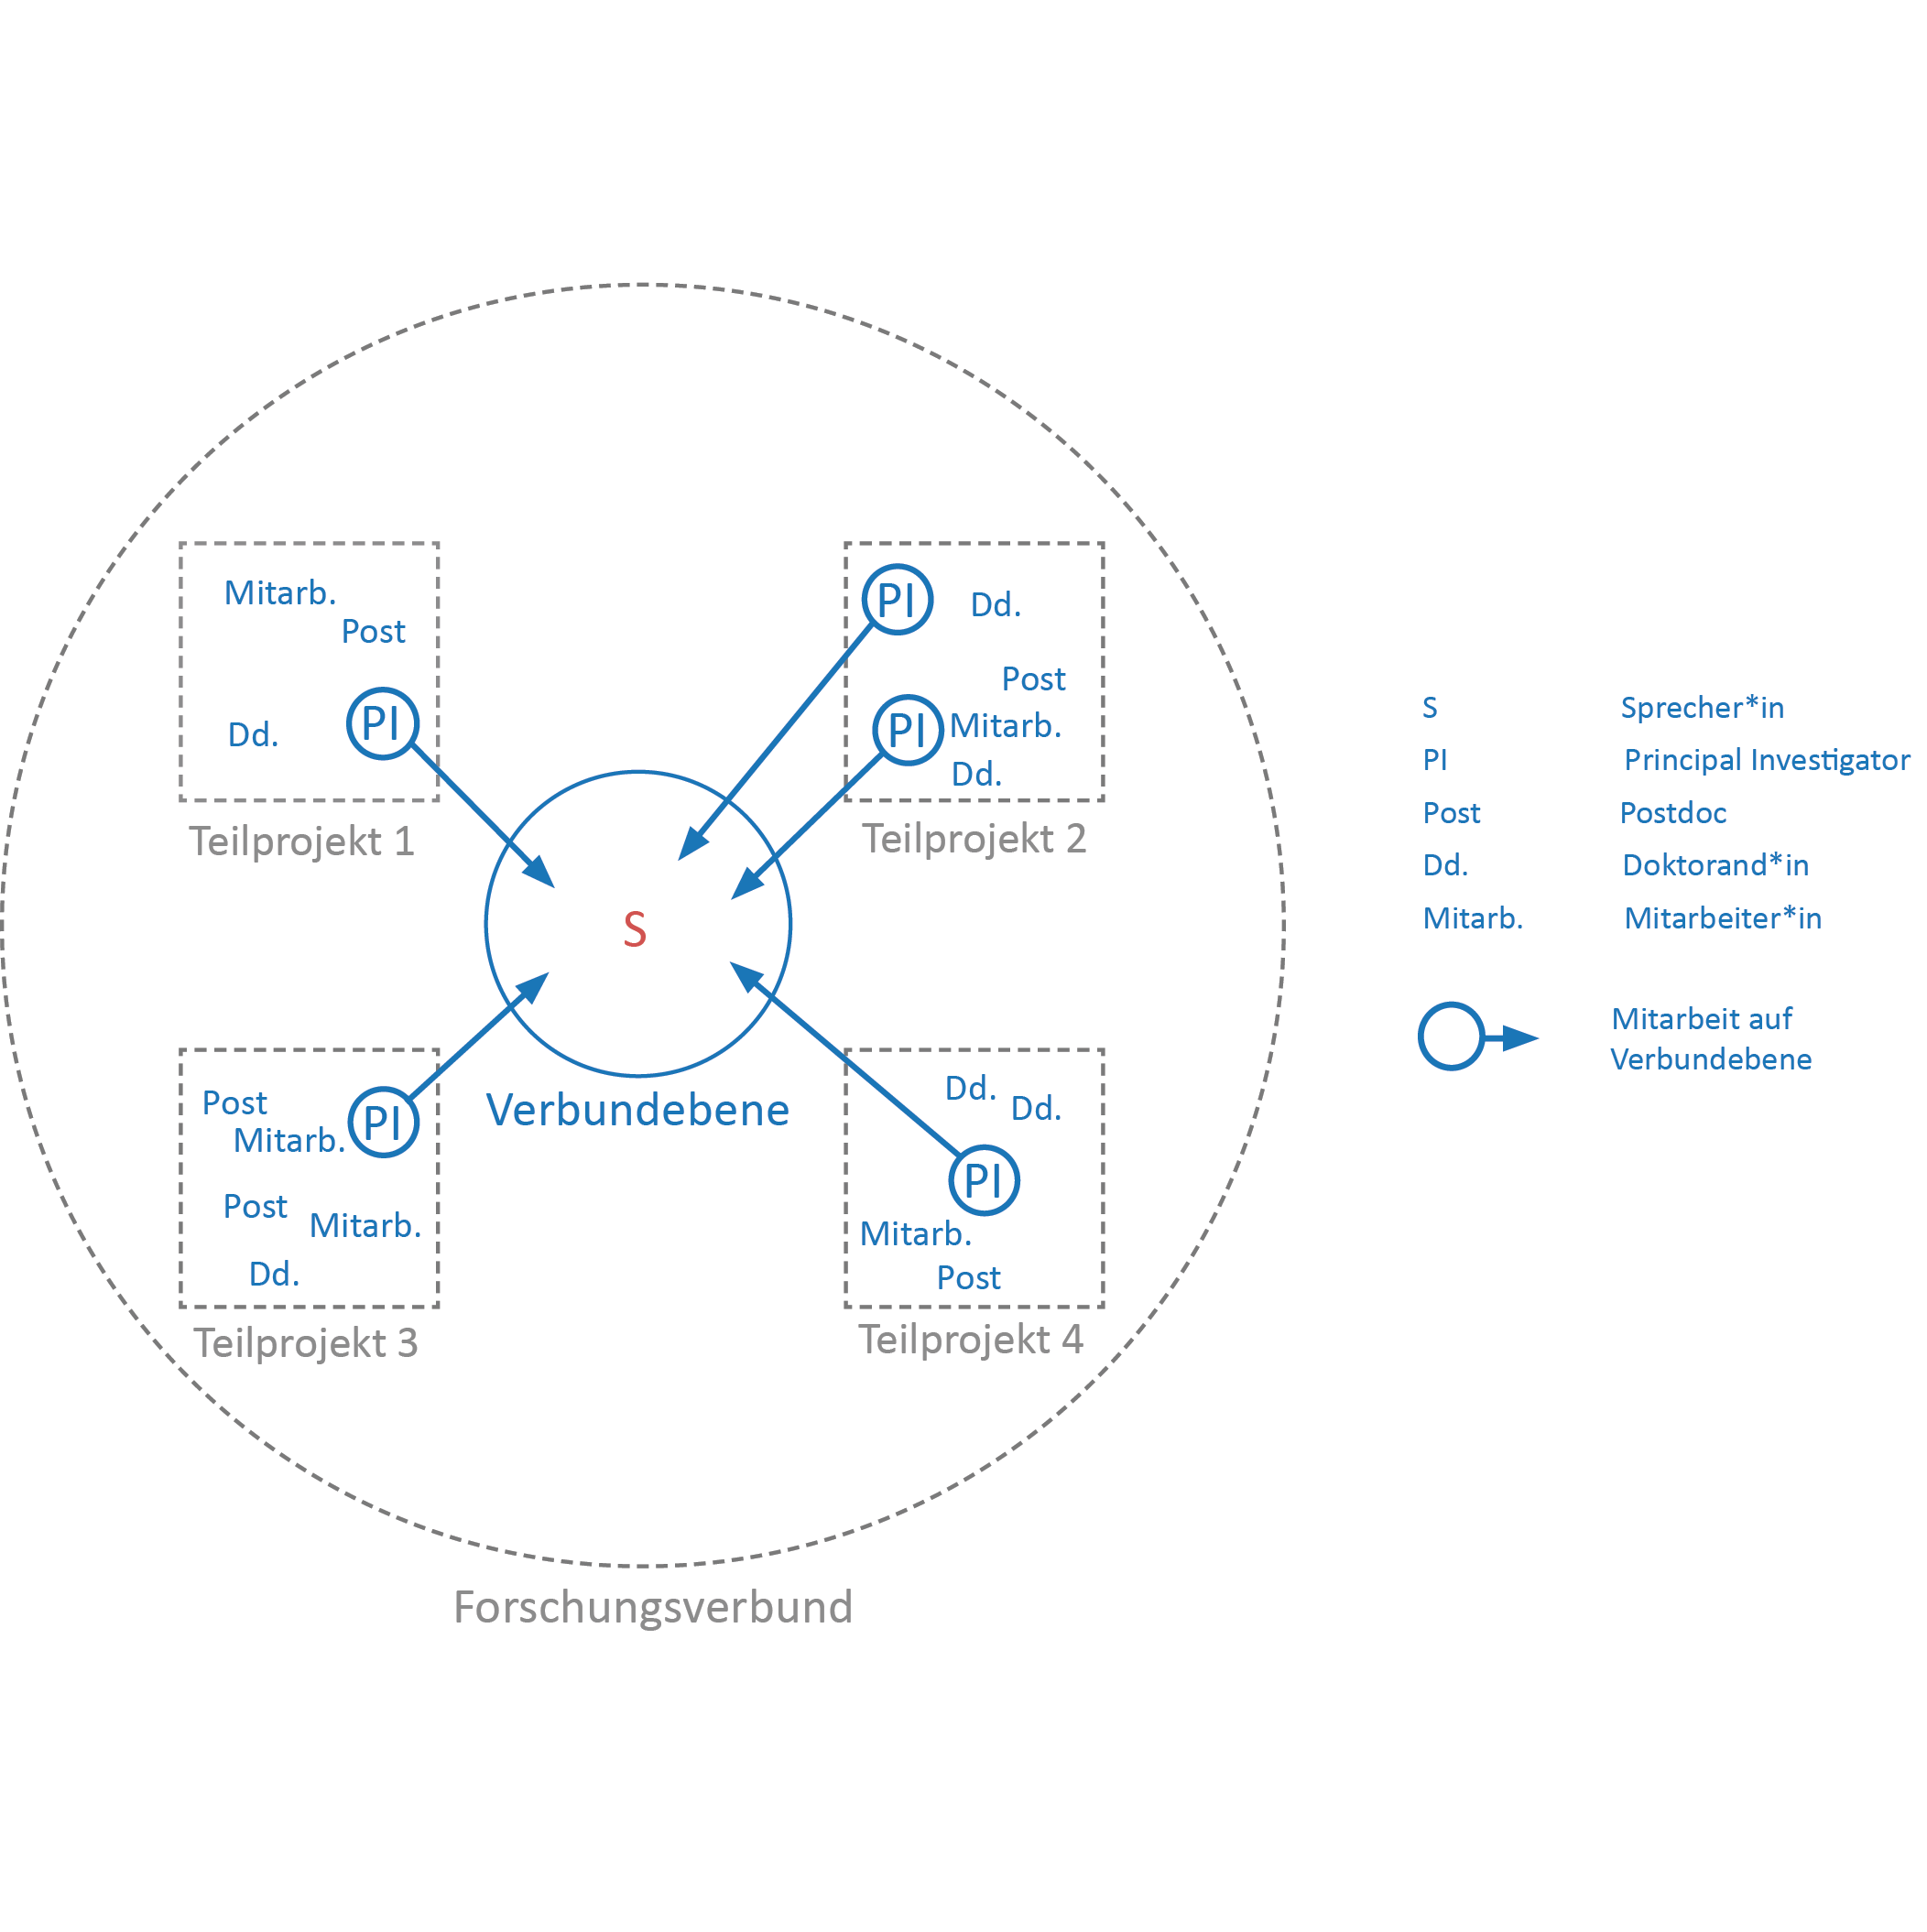 Mitarb.
Post
Dd.
PI
Teilprojekt 1
PI
Dd.
Post
PI
Mitarb.
Dd.
Teilprojekt 2
S
Verbundebene
Post
Mitarb.
PI
Post
Mitarb.
Dd.
Teilprojekt 3
Dd.
Dd.
PI
Mitarb.
Post
Teilprojekt 4
Forschungsverbund
S Sprecher*in
PI Principal Investigator
Post Postdoc
Dd. Doktorand*in
Mitarb. Mitarbeiter*in
Mitarbeit auf
Verbundebene